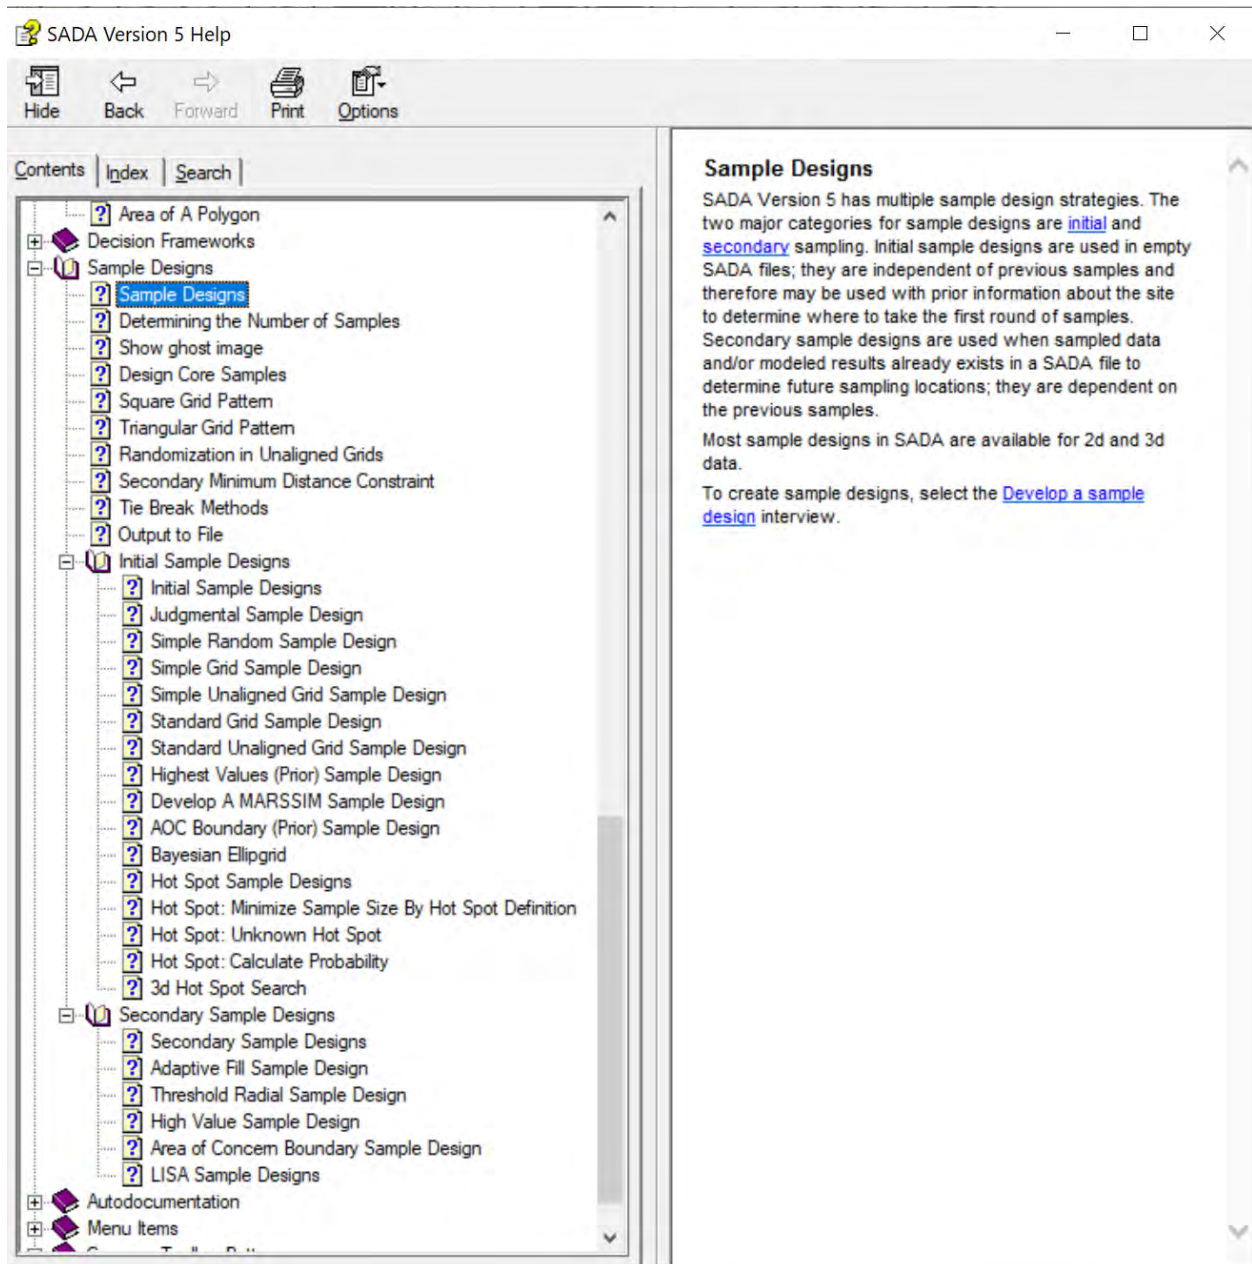 SADA Version 5 Help
Hide Back Forward Print Options
Contents Index Search
Area of A Polygon
Decision Frameworks
Sample Designs
Sample Designs
Determining the Number of Samples
Show ghost image
Design Core Samples
Square Grid Pattern
Triangular Grid Pattern
Randomization in Unaligned Grids
Secondary Minimum Distance Constraint
Tie Break Methods
Output to File
Initial Sample Designs
Initial Sample Designs
Judgmental Sample Design
Simple Random Sample Design
Simple Grid Sample Design
Simple Unaligned Grid Sample Design
Standard Grid Sample Design
Standard Unaligned Grid Sample Design
Highest Values (Prior) Sample Design
Develop A MARSSIM Sample Design
AOC Boundary (Prior) Sample Design
Bayesian Ellipgrid
Hot Spot Sample Designs
Hot Spot: Minimize Sample Size By Hot Spot Definition
Hot Spot: Unknown Hot Spot
Hot Spot: Calculate Probability
3d Hot Spot Search
Secondary Sample Designs
Secondary Sample Designs
Adaptive Fill Sample Design
Threshold Radial Sample Design
High Value Sample Design
Area of Concern Boundary Sample Design
LISA Sample Designs
Autodocumentation
Menu Items
Sample Designs
SADA Version 5 has multiple sample design strategies. The
two major categories for sample designs are initial and
secondary sampling. Initial sample designs are used in empty
SADA files; they are independent of previous samples and
therefore may be used with prior information about the site
to determine where to take the first round of samples.
Secondary sample designs are used when sampled data
and/or modeled results already exists in a SADA file to
determine future sampling locations; they are dependent on
the previous samples.
Most sample designs in SADA are available for 2d and 3d
data.
To create sample designs, select the Develop a sample
design interview.